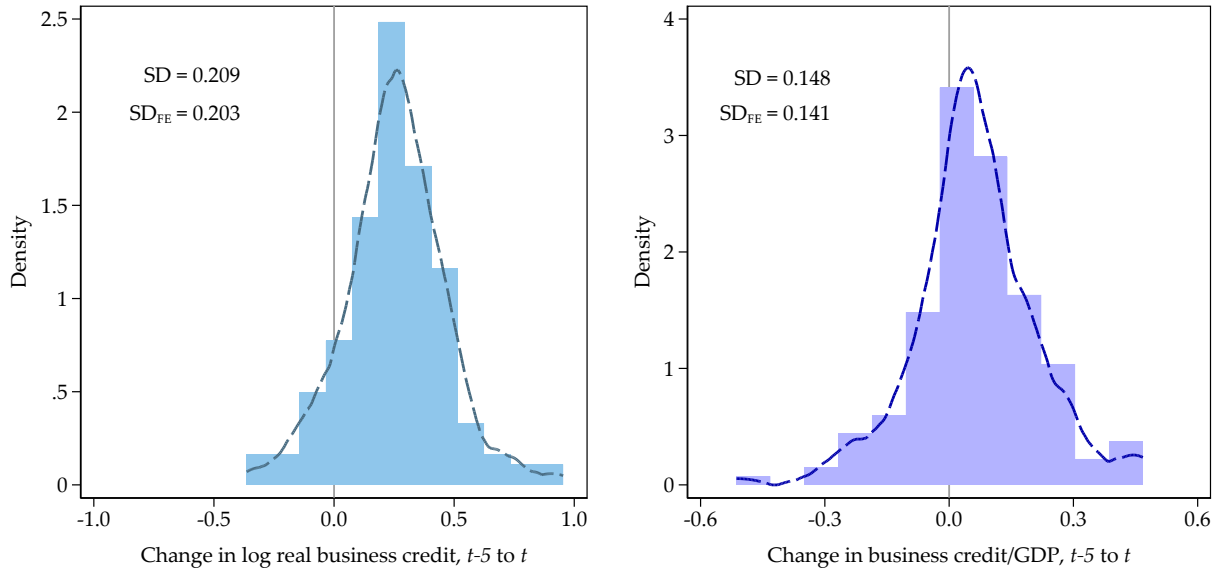 2.5
2
1.5
1
.5
0
Density
SD = 0.209
SD_FE = 0.203
-1.0
-0.5
0.0
0.5
1.0
Change in log real business credit, t-5 to t
4
3
2
1
0
Density
SD = 0.148
SD_FE = 0.141
-0.6
-0.3
0.0
0.3
0.6
Change in business credit/GDP, t-5 to t